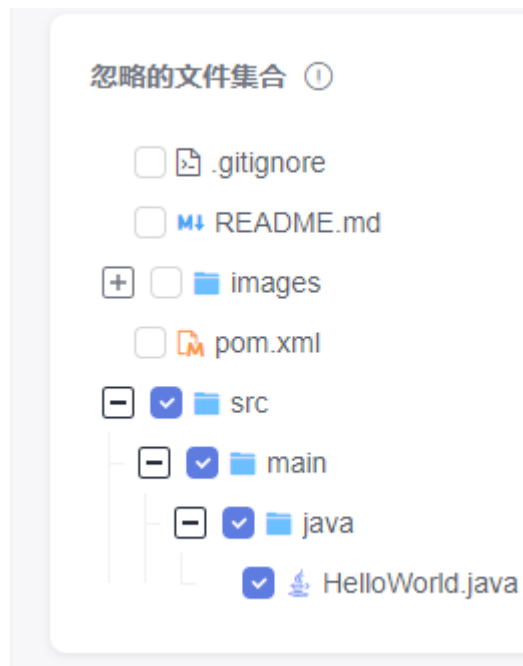 忽略的文件集合
.gitignore
README.md
images
pom.xml
src
main
java
HelloWorld.java